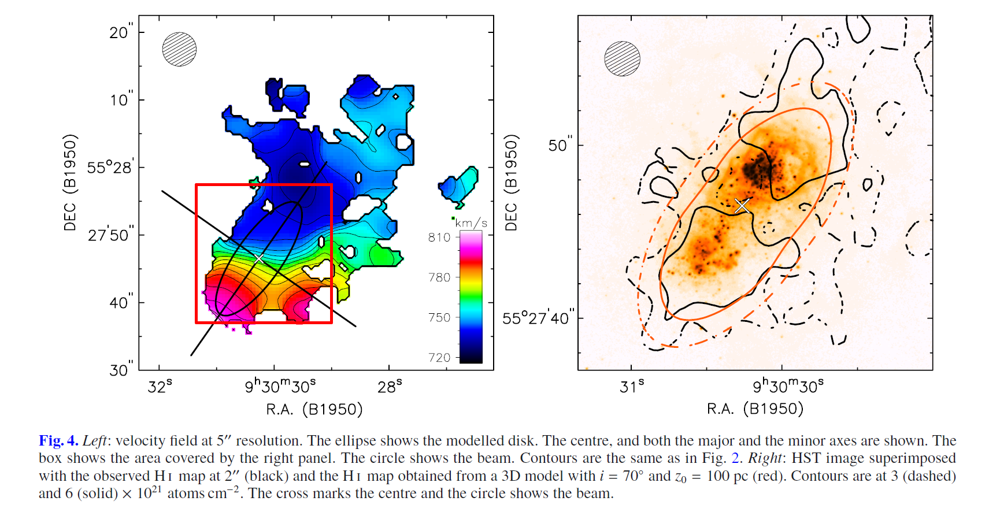 20"
10"
55°28'
27'50"
40"
30"
DEC (B1950)
32s
9h30m30s
28s
R.A. (B1950)
km/s
810
780
750
720
DEC (B1950)
50"
55°27'40"
31s
9h30m30s
R.A. (B1950)
Fig. 4. Left: velocity field at 5″ resolution. The ellipse shows the modelled disk. The centre, and both the major and the minor axes are shown. The
box shows the area covered by the right panel. The circle shows the beam. Contours are the same as in Fig. 2. Right: HST image superimposed
with the observed H I map at 2″ (black) and the H I map obtained from a 3D model with i = 70° and z₀ = 100 pc (red). Contours are at 3 (dashed)
and 6 (solid) × 10²¹ atoms cm⁻². The cross marks the centre and the circle shows the beam.